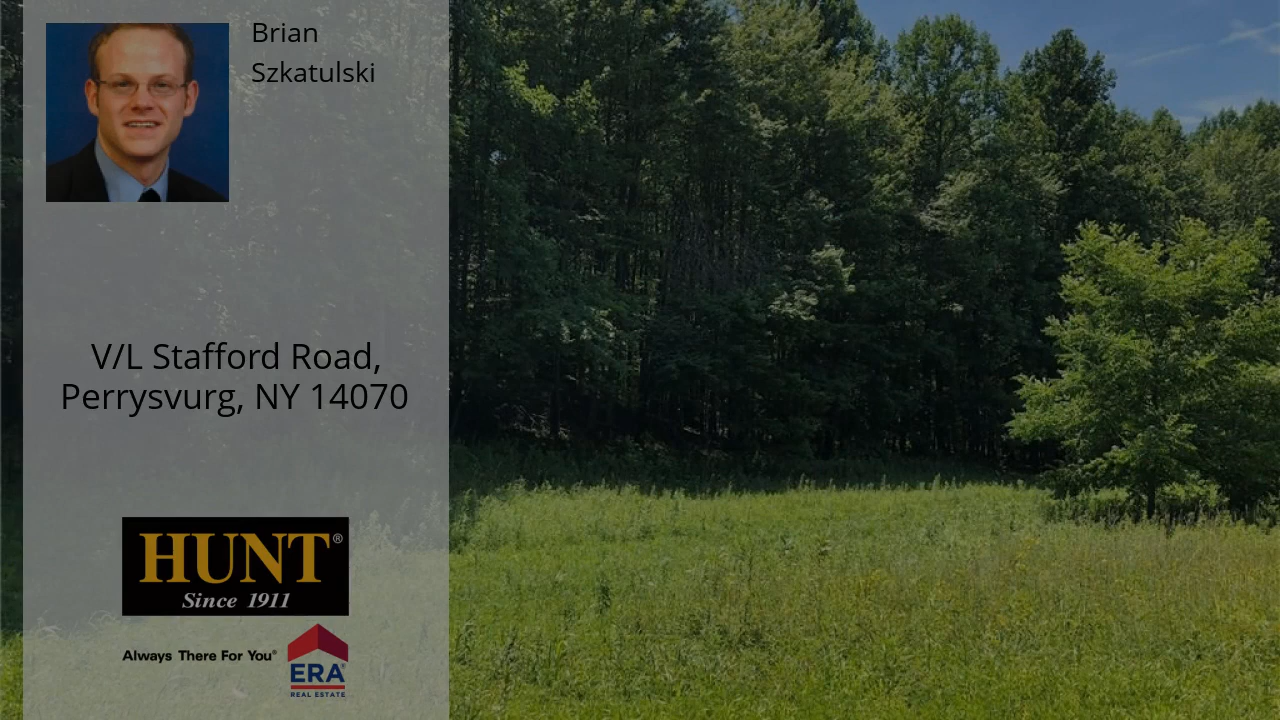 Brian
Szkatulski
V/L Stafford Road,
Perrysvurg, NY 14070
HUNT®
Since 1911
Always There For You®
ERA®
REAL ESTATE